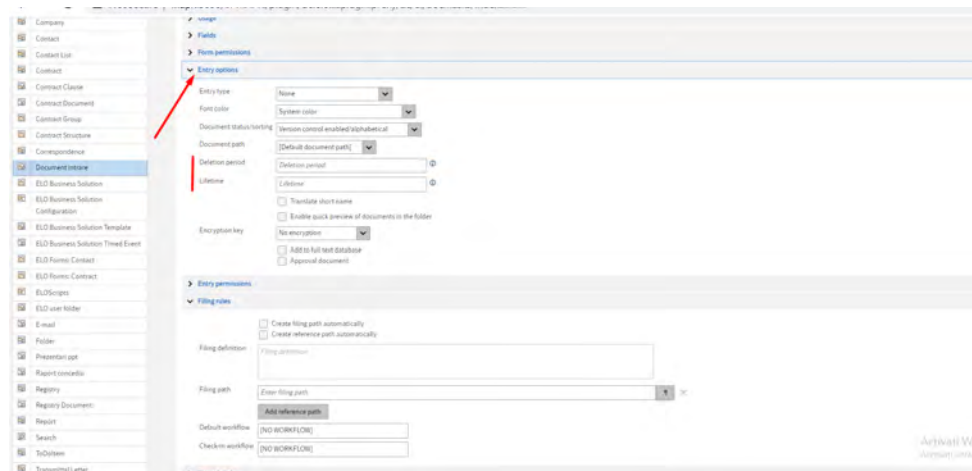 Company
Contact
Contact List
Contract
Contract Clause
Contract Document
Contract Group
Contract Structure
Correspondence
Document Intrare
ELO Business Solution
ELO Business Solution
Configuration
ELO Business Solution Template
ELO Business Solution Timed Event
ELO Forms: Contact
ELO Forms: Contract
ELOScripts
ELO user folder
E-mail
Folder
Prezentari ppt
Raport concediu
Registry
Registry Document
Report
Search
ToDoItem
Transmittal Letter
Usage
Fields
Form permissions
Entry options
Entry type None
Font color System color
Document status/sorting Version control enabled/alphabetical
Document path [Default document path]
Deletion period Deletion period
Lifetime Lifetime
Translate short name
Enable quick preview of documents in the folder
Encryption key No encryption
Add to full text database
Approval document
Entry permissions
Filing rules
Create filing path automatically
Create reference path automatically
Filing definition Filing definition
Filing path Enter filing path
Add reference path
Default workflow [NO WORKFLOW]
Check-in workflow [NO WORKFLOW]
Activati W